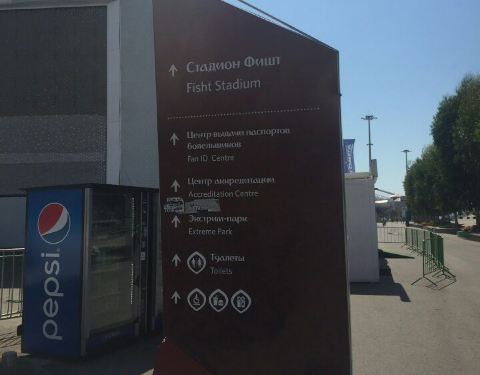 Стадион Фишт
Fisht Stadium
Центр выдачи паспортов
болельщиков
Fan ID Centre
Центр аккредитации
Accreditation Centre
Экстрим-парк
Extreme Park
Туалеты
Toilets
pepsi